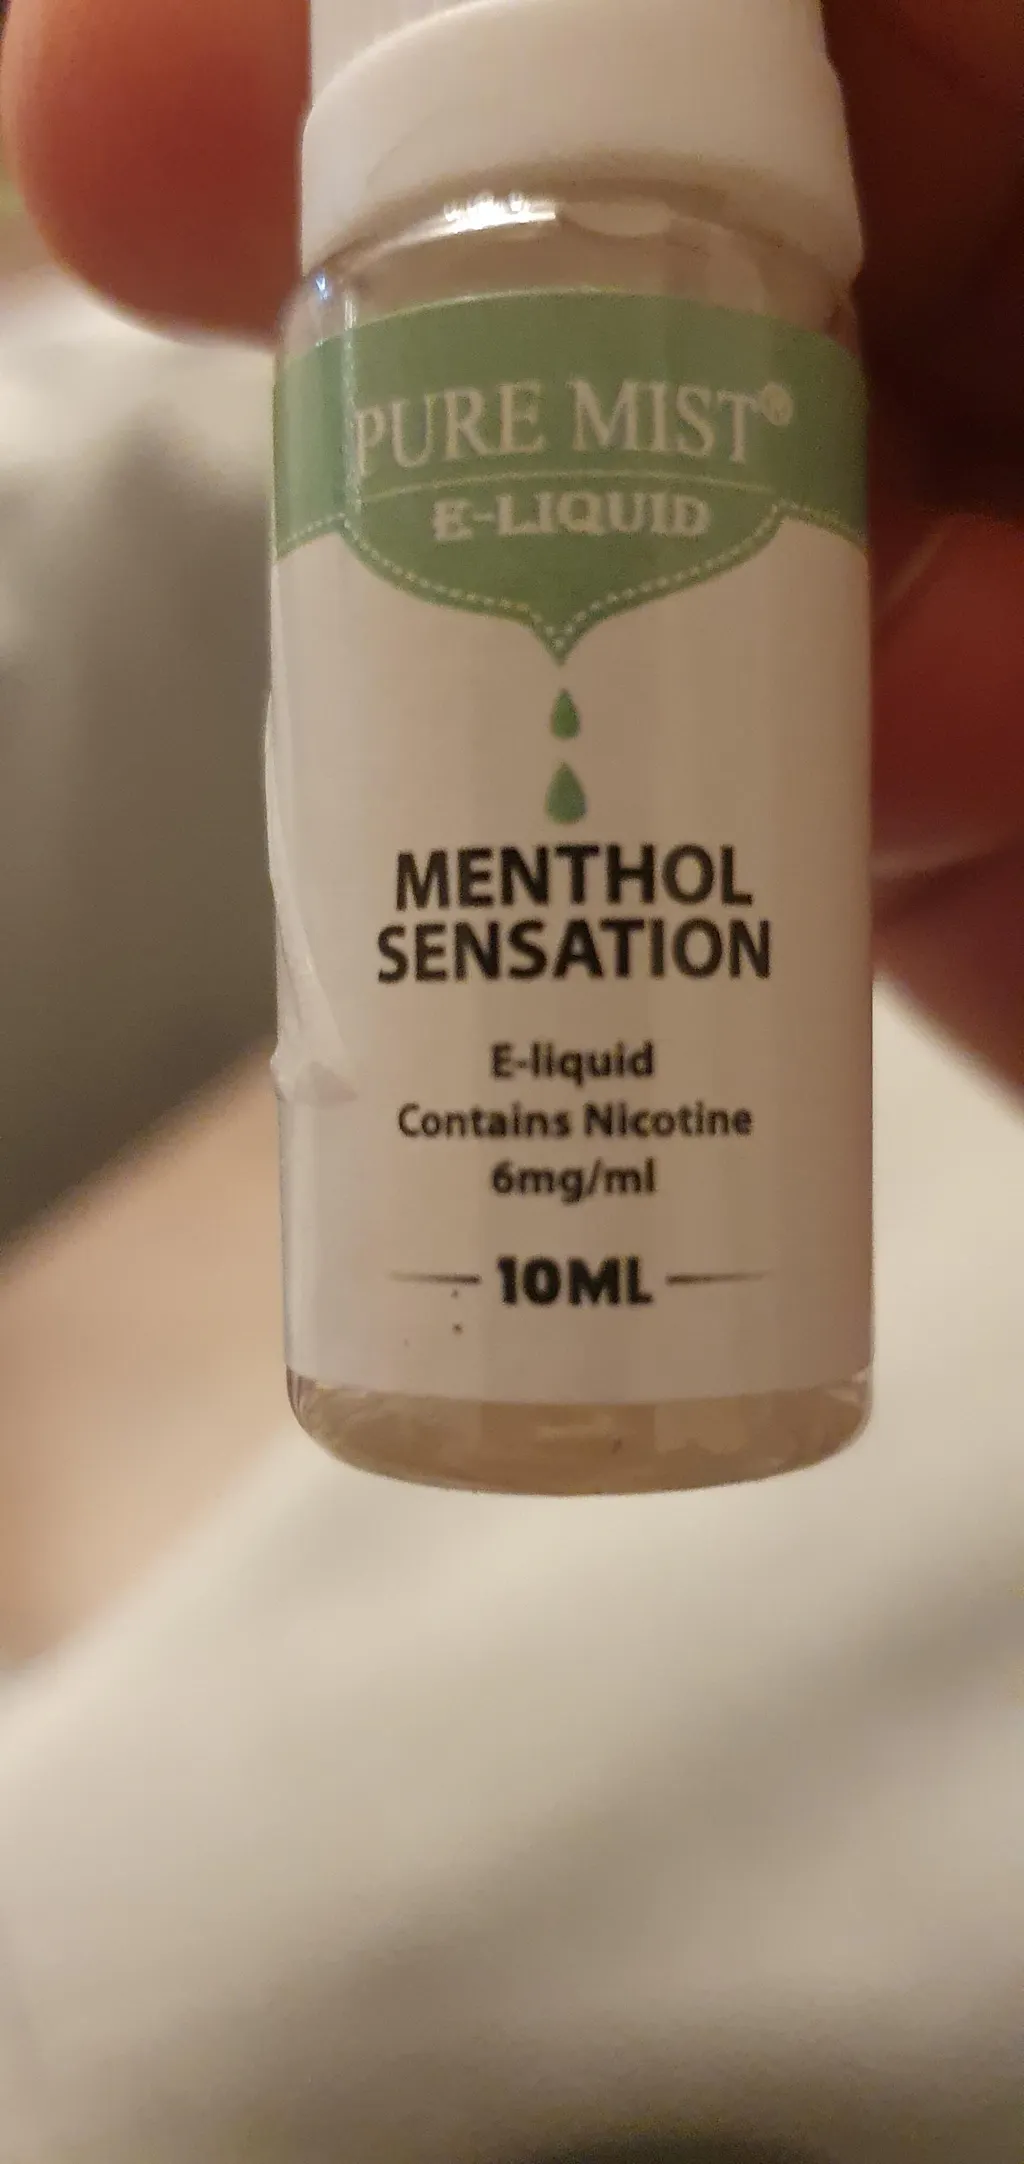 PURE MIST®
E-LIQUID
MENTHOL
SENSATION
E-liquid
Contains Nicotine
6mg/ml
10ML